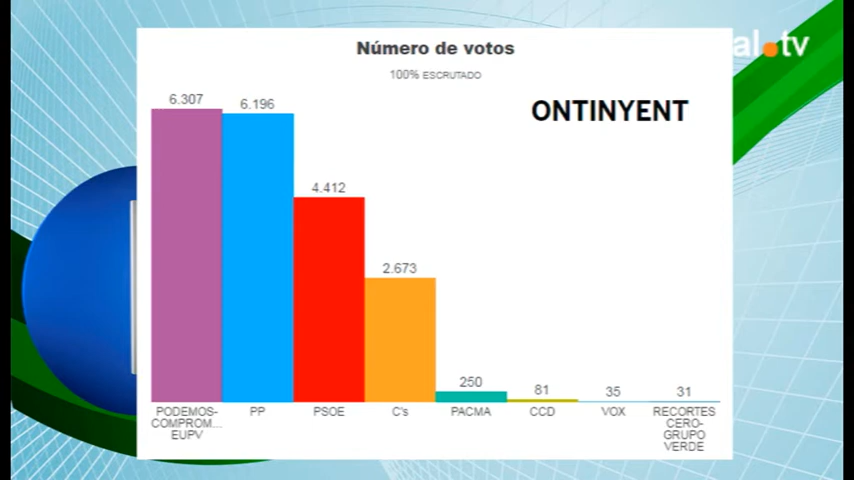 al.tv
Número de votos
100% ESCRUTADO
ONTINYENT
6.307
6.196
4.412
2.673
250
81
35
31
PODEMOS-
COMPROM...
EUPV
PP
PSOE
C's
PACMA
CCD
VOX
RECORTES
CERO-
GRUPO
VERDE